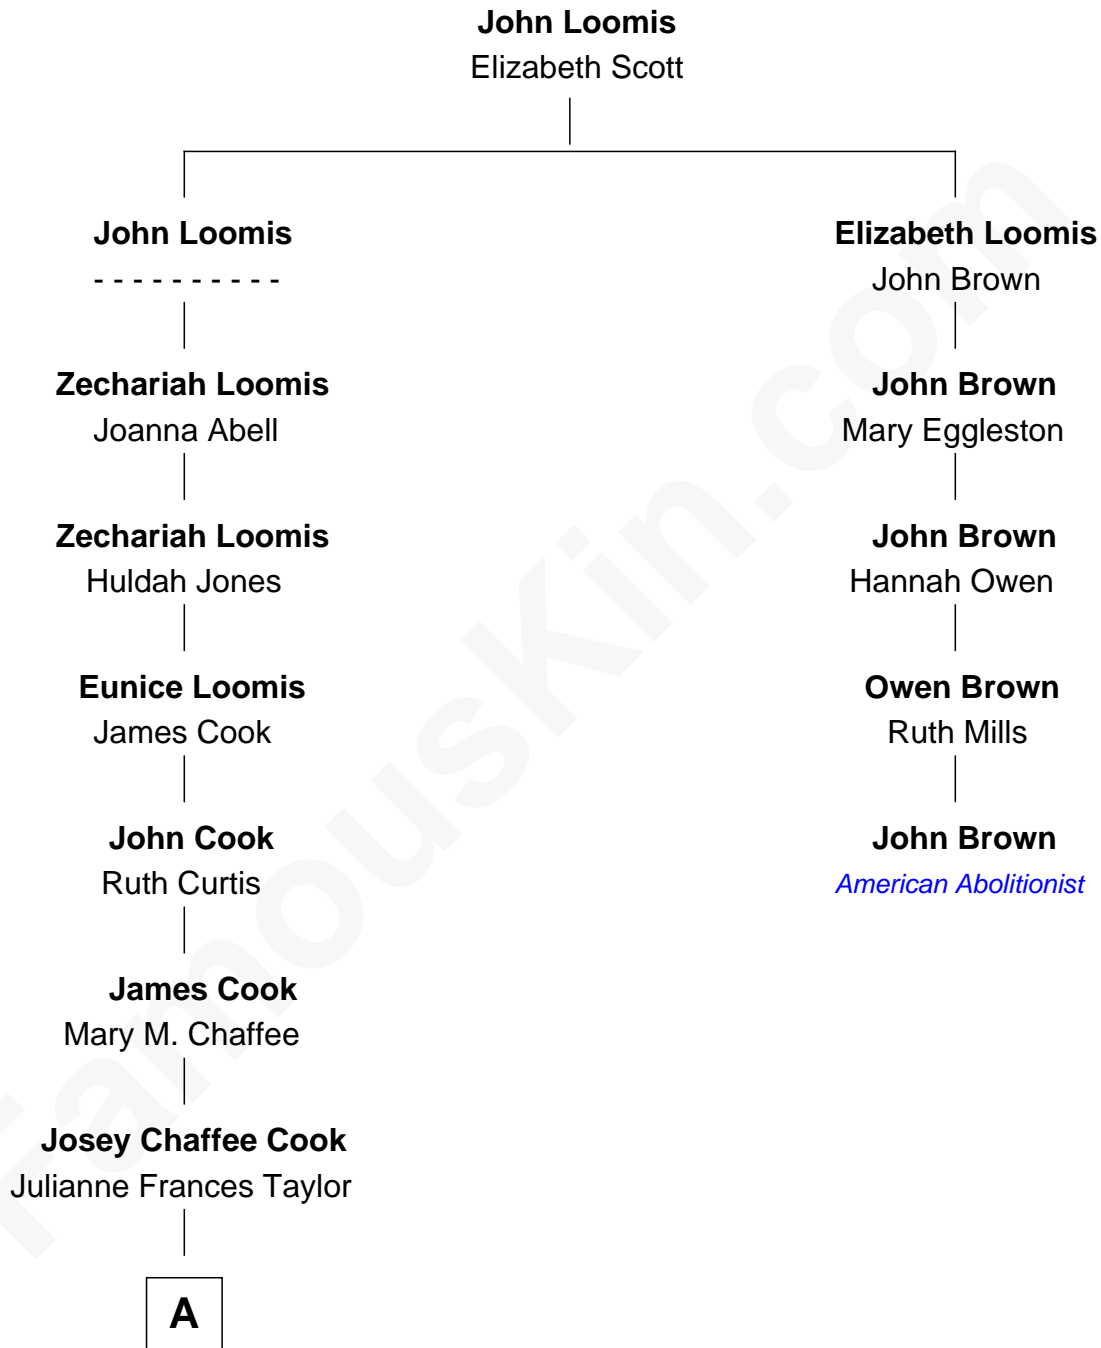 John Loomis
Elizabeth Scott
John Loomis
- - - - - - - - - -
Zechariah Loomis
Joanna Abell
Zechariah Loomis
Huldah Jones
Eunice Loomis
James Cook
John Cook
Ruth Curtis
James Cook
Mary M. Chaffee
Josey Chaffee Cook
Julianne Frances Taylor
A
Elizabeth Loomis
John Brown
John Brown
Mary Eggleston
John Brown
Hannah Owen
Owen Brown
Ruth Mills
John Brown
American Abolitionist
FamousKin.com